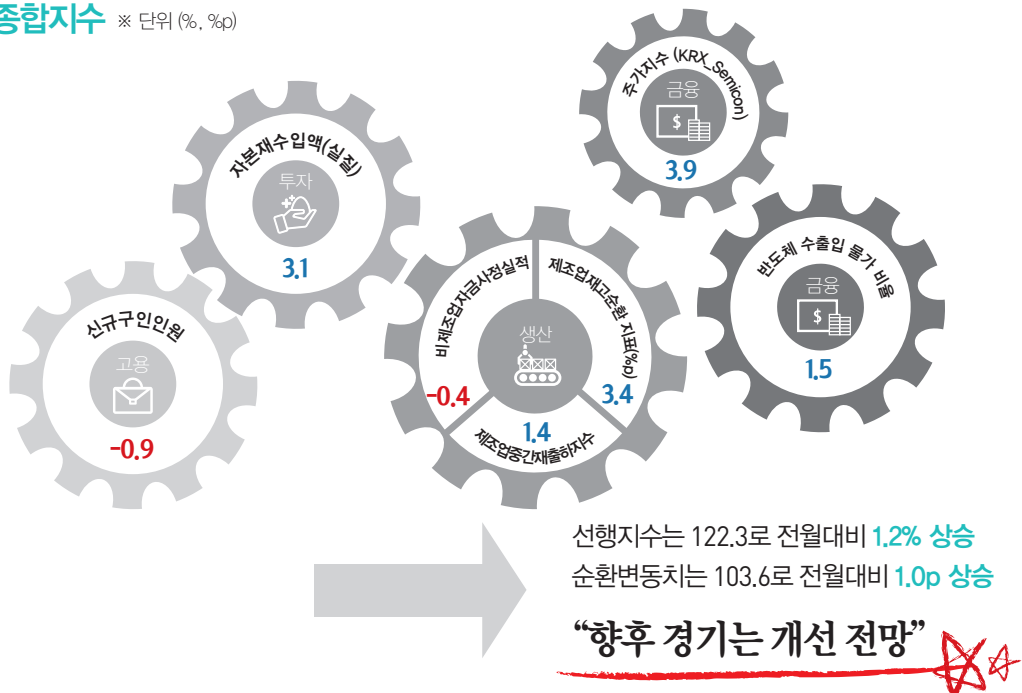 종합지수 ※ 단위 (%, %p)
주가지수 (KRX_Semicon)
금융
$
3.9
자본재수입액(실질)
투자
3.1
반도체 수출입 물가 비율
금융
$
1.5
신규구인인원
고용
-0.9
비제조업자금사정실적
-0.4
제조업재고순환 지표(%p)
3.4
생산
1.4
제조업중간재출하지수
선행지수는 122.3로 전월대비 1.2% 상승
순환변동치는 103.6로 전월대비 1.0p 상승
“향후 경기는 개선 전망”